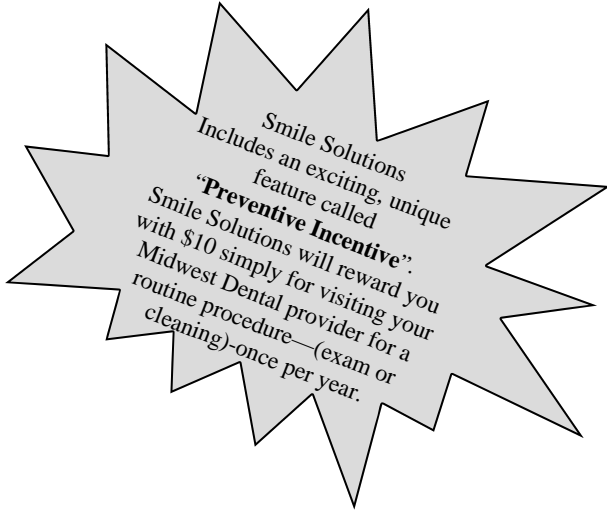 Smile Solutions
Includes an exciting, unique
feature called
“Preventive Incentive”.
Smile Solutions will reward you
with $10 simply for visiting your
Midwest Dental provider for a
routine procedure—(exam or
cleaning)-once per year.